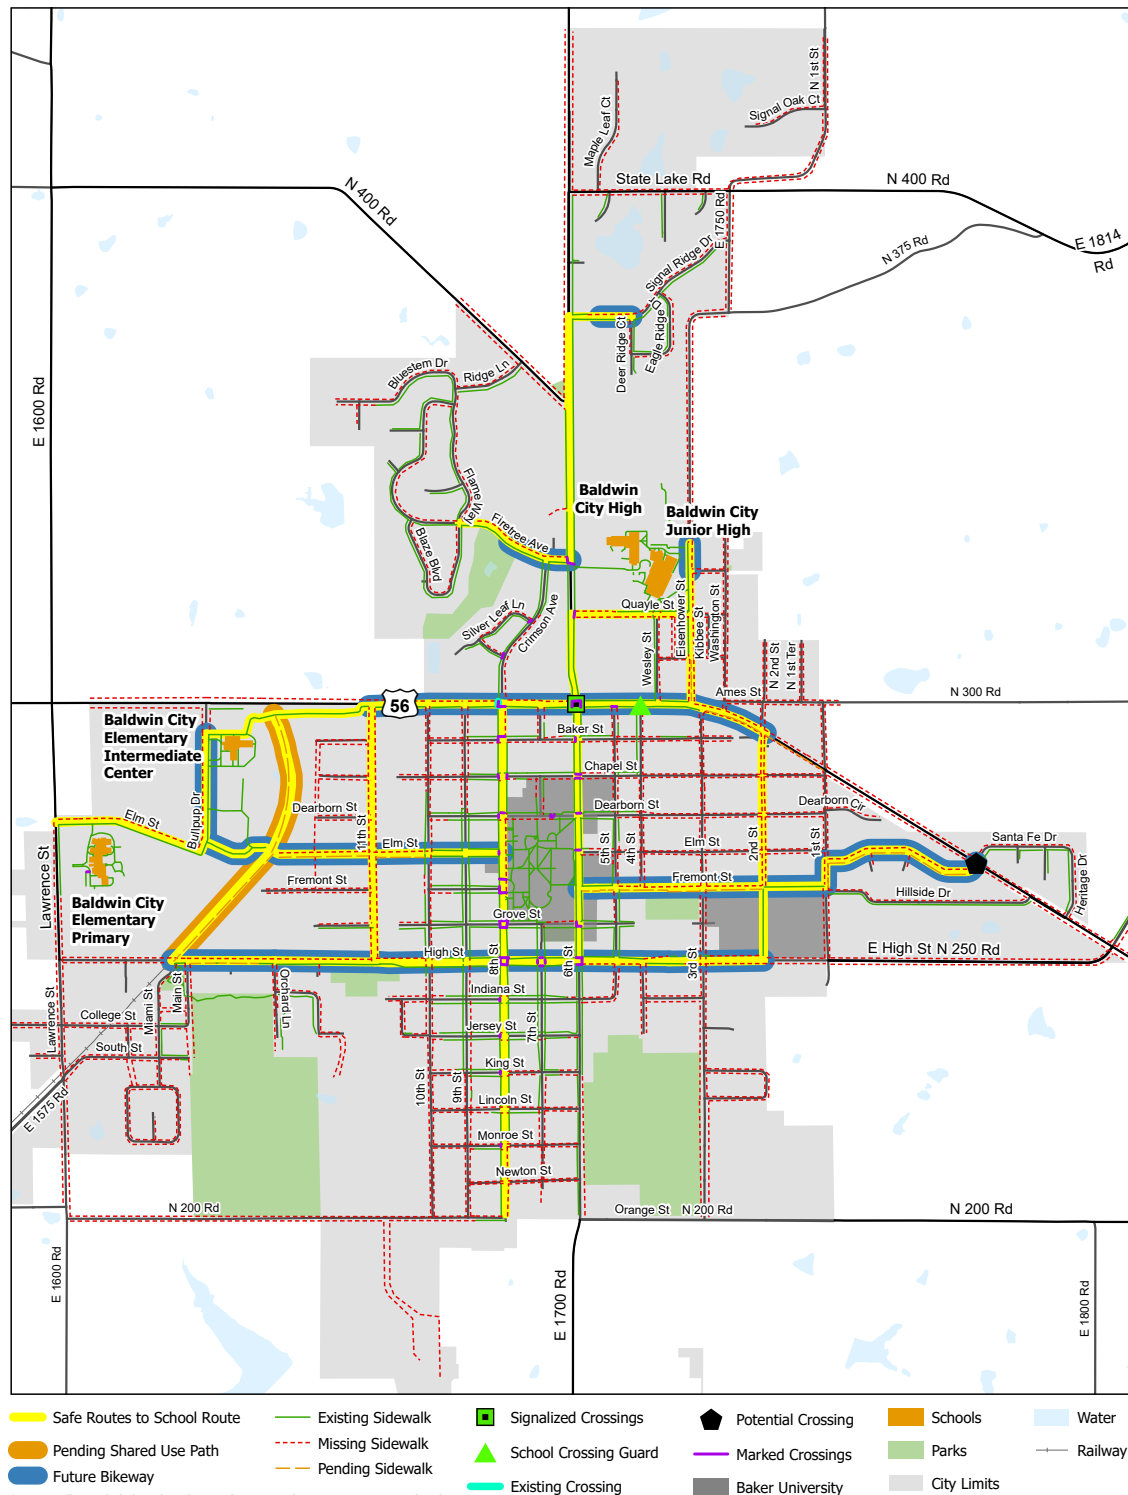 N 1st St
Signal Oak Ct
Maple Leaf Ct
State Lake Rd
N 400 Rd
N 400 Rd
E 1750 Rd
E 1814
Rd
N 375 Rd
Signal Ridge Dr
Eagle Ridge Dr
Deer Ridge Ct
E 1600 Rd
Bluestem Dr
Ridge Ln
Flame Way
Firetree Ave
Blaze Blvd
Baldwin
City High
Baldwin City
Junior High
Silver Leaf Ln
Crimson Ave
Quayle St
Wesley St
Eisenhower St
Kibbee St
Washington St
N 2nd St
N 1st Ter
Ames St
N 300 Rd
56
Baldwin City
Elementary
Intermediate
Center
Baker St
Chapel St
Dearborn St
Dearborn St
Dearborn Cir
Bullpup Dr
Elm St
11th St
Elm St
5th St
4th St
Elm St
2nd St
1st St
Santa Fe Dr
Lawrence St
Fremont St
Fremont St
Hillside Dr
Heritage Dr
Baldwin City
Elementary
Primary
Grove St
High St
8th St
6th St
3rd St
E High St N 250 Rd
Main St
Miami St
Orchard Ln
Indiana St
College St
Lawrence St
South St
Jersey St
7th St
King St
E 1575 Rd
10th St
9th St
Lincoln St
Monroe St
Newton St
N 200 Rd
Orange St
N 200 Rd
N 200 Rd
E 1600 Rd
E 1700 Rd
E 1800 Rd
Safe Routes to School Route
Pending Shared Use Path
Future Bikeway
Existing Sidewalk
Missing Sidewalk
Pending Sidewalk
Signalized Crossings
School Crossing Guard
Existing Crossing
Potential Crossing
Marked Crossings
Baker University
Schools
Parks
City Limits
Water
Railway